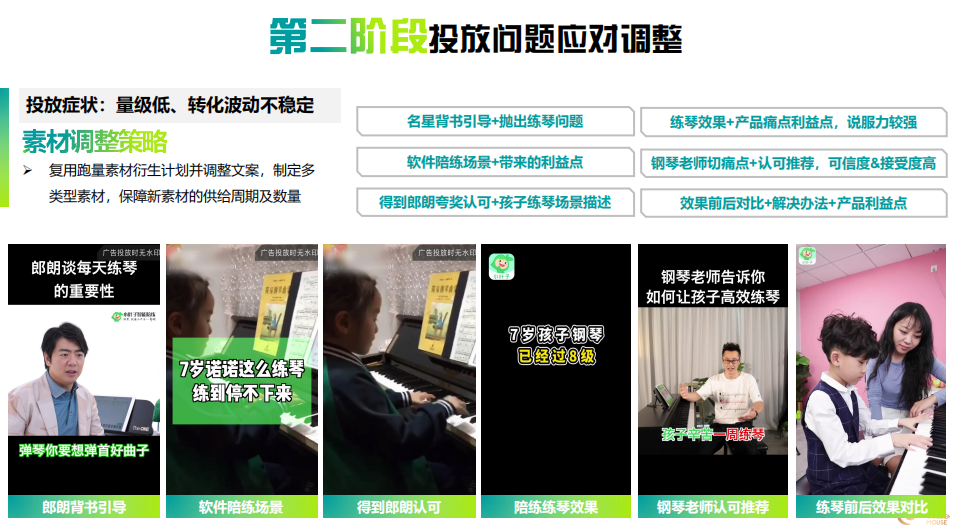 第二阶段投放问题应对调整
投放症状：量级低、转化波动不稳定
素材调整策略
复用跑量素材衍生计划并调整文案，制定多
类型素材，保障新素材的供给周期及数量
名星背书引导+抛出练琴问题
练琴效果+产品痛点利益点，说服力较强
软件陪练场景+带来的利益点
钢琴老师切痛点+认可推荐，可信度&接受度高
得到郎朗夸奖认可+孩子练琴场景描述
效果前后对比+解决办法+产品利益点
广告投放时无水印
郎朗谈每天练琴
的重要性
小叶子智能陪练
弹琴你要想弹首好曲子
郎朗背书引导
广告投放时无水印
7岁诺诺这么练琴
练到停不下来
软件陪练场景
广告投放时无水印
得到郎朗认可
小叶子
7岁孩子钢琴
已经过8级
陪练练琴效果
钢琴老师告诉你
如何让孩子高效练琴
孩子辛苦一周练琴
钢琴老师认可推荐
小叶子
练琴前后效果对比
MOUSE